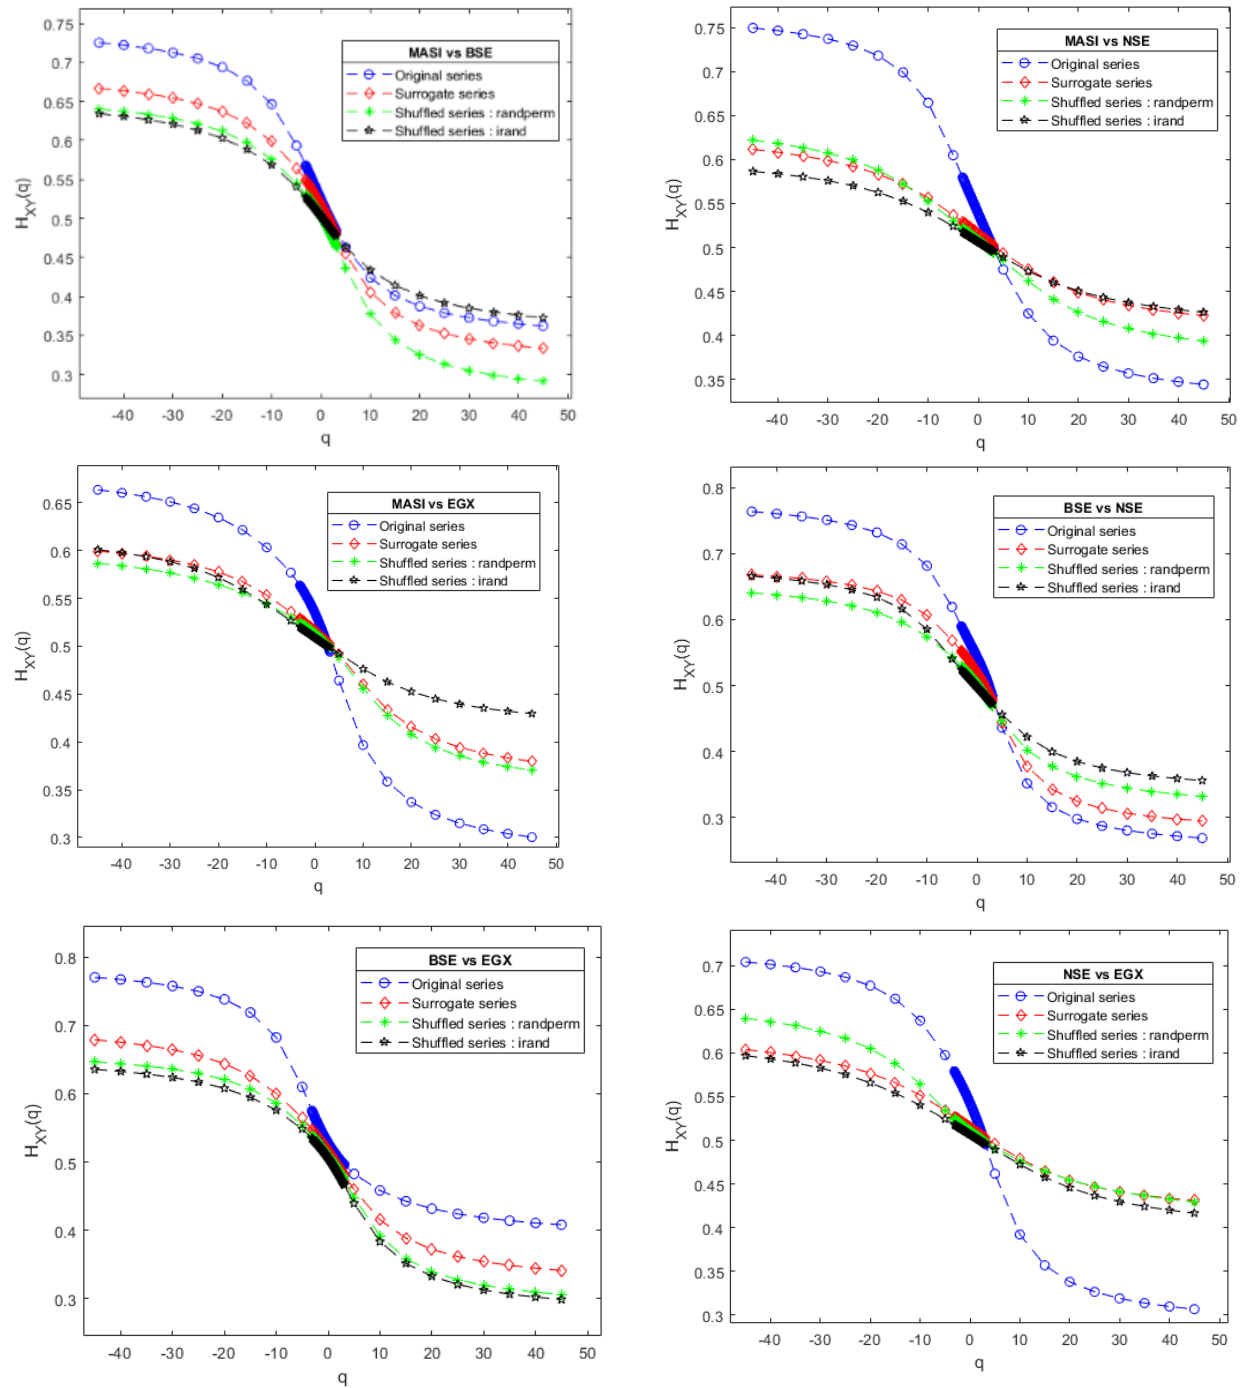 MASI vs BSE
Original series
Surrogate series
Shuffled series : randperm
Shuffled series : irand
0.75
0.7
0.65
0.6
0.55
0.5
0.45
0.4
0.35
0.3
H_XY(q)
-40 -30 -20 -10 0 10 20 30 40 50
q
MASI vs NSE
Original series
Surrogate series
Shuffled series : randperm
Shuffled series : irand
0.75
0.7
0.65
0.6
0.55
0.5
0.45
0.4
0.35
H_XY(q)
-40 -30 -20 -10 0 10 20 30 40 50
q
MASI vs EGX
Original series
Surrogate series
Shuffled series : randperm
Shuffled series : irand
0.65
0.6
0.55
0.5
0.45
0.4
0.35
0.3
H_XY(q)
-40 -30 -20 -10 0 10 20 30 40 50
q
BSE vs NSE
Original series
Surrogate series
Shuffled series : randperm
Shuffled series : irand
0.8
0.7
0.6
0.5
0.4
0.3
H_XY(q)
-40 -30 -20 -10 0 10 20 30 40 50
q
BSE vs EGX
Original series
Surrogate series
Shuffled series : randperm
Shuffled series : irand
0.8
0.7
0.6
0.5
0.4
0.3
H_XY(q)
-40 -30 -20 -10 0 10 20 30 40 50
q
NSE vs EGX
Original series
Surrogate series
Shuffled series : randperm
Shuffled series : irand
0.7
0.65
0.6
0.55
0.5
0.45
0.4
0.35
0.3
H_XY(q)
-40 -30 -20 -10 0 10 20 30 40 50
q